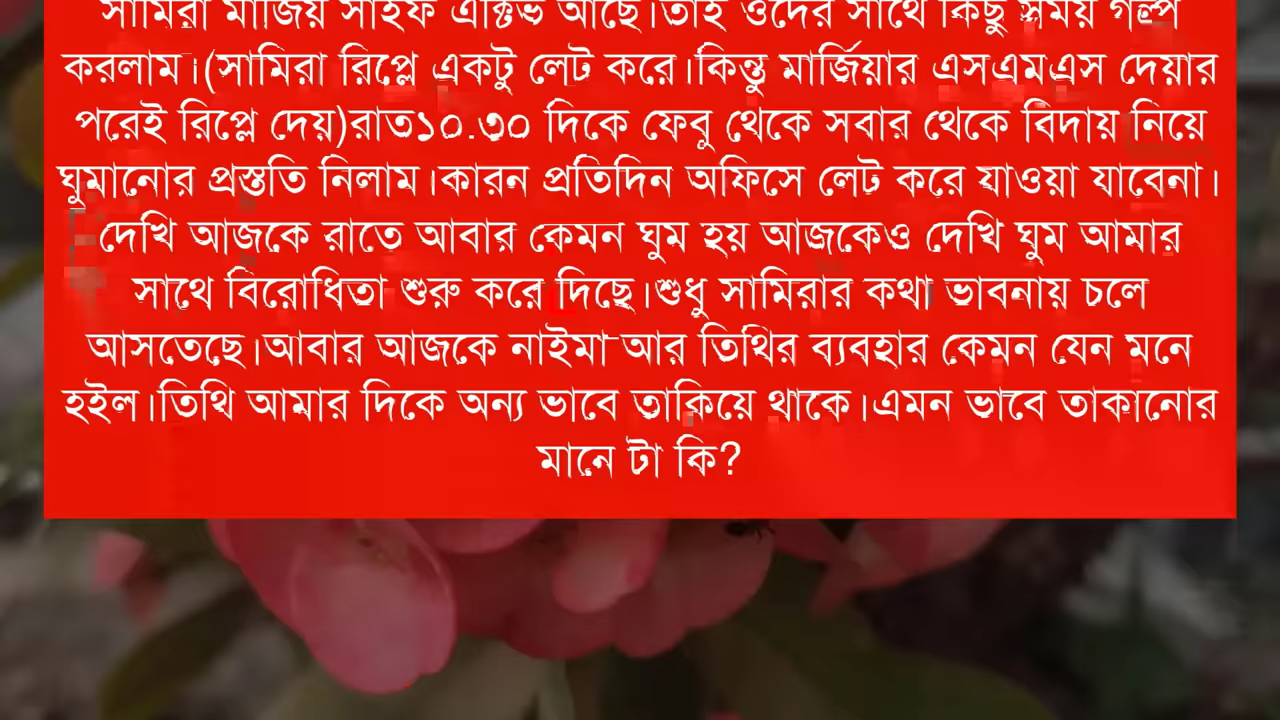 সামিরা মার্জিয় সাইফ এক্টিভ আছে।তাই ওদের সাথে কিছু সময় গল্প
করলাম।(সামিরা রিপ্লে একটু লেট করে।কিন্তু মার্জিয়ার এসএমএস দেয়ার
পরেই রিপ্লে দেয়)রাত১০.৩০ দিকে ফেবু থেকে সবার থেকে বিদায় নিয়ে
ঘুমানোর প্রস্ততি নিলাম।কারন প্রতিদিন অফিসে লেট করে যাওয়া যাবেনা।
দেখি আজকে রাতে আবার কেমন ঘুম হয় আজকেও দেখি ঘুম আমার
সাথে বিরোধিতা শুরু করে দিছে।শুধু সামিরার কথা ভাবনায় চলে
আসতেছে।আবার আজকে নাইমা আর তিথির ব্যবহার কেমন যেন মনে
হইল।তিথি আমার দিকে অন্য ভাবে তাকিয়ে থাকে।এমন ভাবে তাকানোর
মানে টা কি?